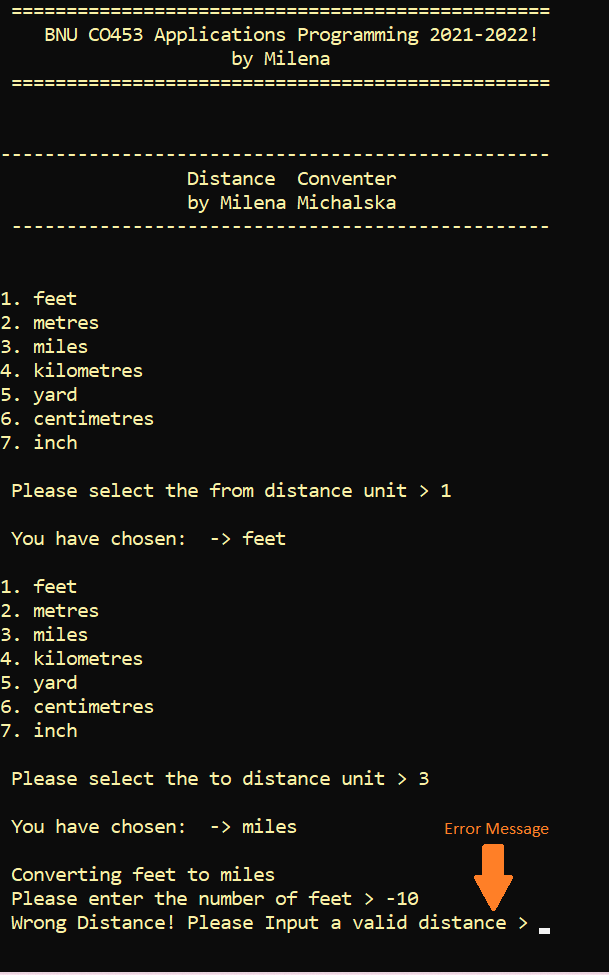 =================================================
BNU CO453 Applications Programming 2021-2022!
by Milena
=================================================
--------------------------------------------------
Distance  Conventer
by Milena Michalska
-------------------------------------------------
1. feet
2. metres
3. miles
4. kilometres
5. yard
6. centimetres
7. inch
Please select the from distance unit > 1
You have chosen:  -> feet
1. feet
2. metres
3. miles
4. kilometres
5. yard
6. centimetres
7. inch
Please select the to distance unit > 3
You have chosen:  -> miles
Error Message
Converting feet to miles
Please enter the number of feet > -10
Wrong Distance! Please Input a valid distance >